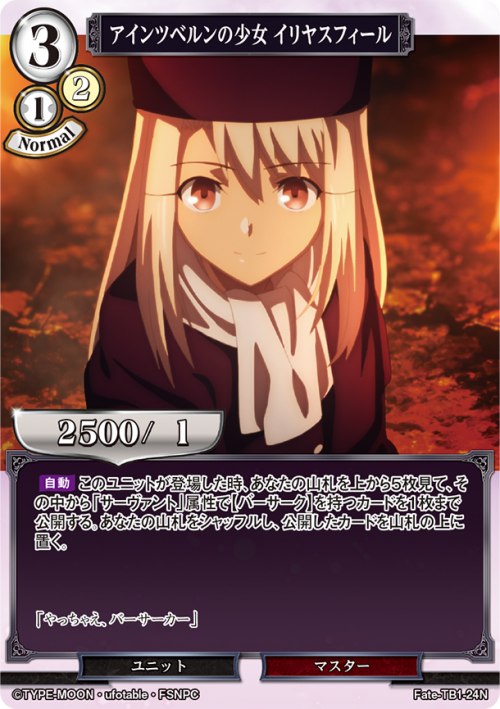 3
アインツベルンの少女 イリヤスフィール
1
2
Normal
2500/ 1
自動 このユニットが登場した時、あなたの山札を上から5枚見て、そ
の中から「サーヴァント」属性で【バーサーク】を持つカードを1枚まで
公開する。あなたの山札をシャッフルし、公開したカードを山札の上に
置く。
「やっちゃえ、バーサーカー」
ユニット
マスター
©TYPE-MOON・ufotable・FSNPC
Fate-TB1-24N